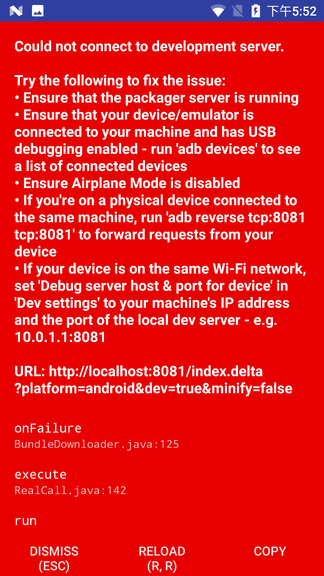 下午5:52
Could not connect to development server.
Try the following to fix the issue:
• Ensure that the packager server is running
• Ensure that your device/emulator is
connected to your machine and has USB
debugging enabled - run 'adb devices' to see
a list of connected devices
• Ensure Airplane Mode is disabled
• If you're on a physical device connected to
the same machine, run 'adb reverse tcp:8081
tcp:8081' to forward requests from your
device
• If your device is on the same Wi-Fi network,
set 'Debug server host & port for device' in
'Dev settings' to your machine's IP address
and the port of the local dev server - e.g.
10.0.1.1:8081
URL: http://localhost:8081/index.delta
?platform=android&dev=true&minify=false
onFailure
BundleDownloader.java:125
execute
RealCall.java:142
run
DISMISS
(ESC)
RELOAD
(R, R)
COPY